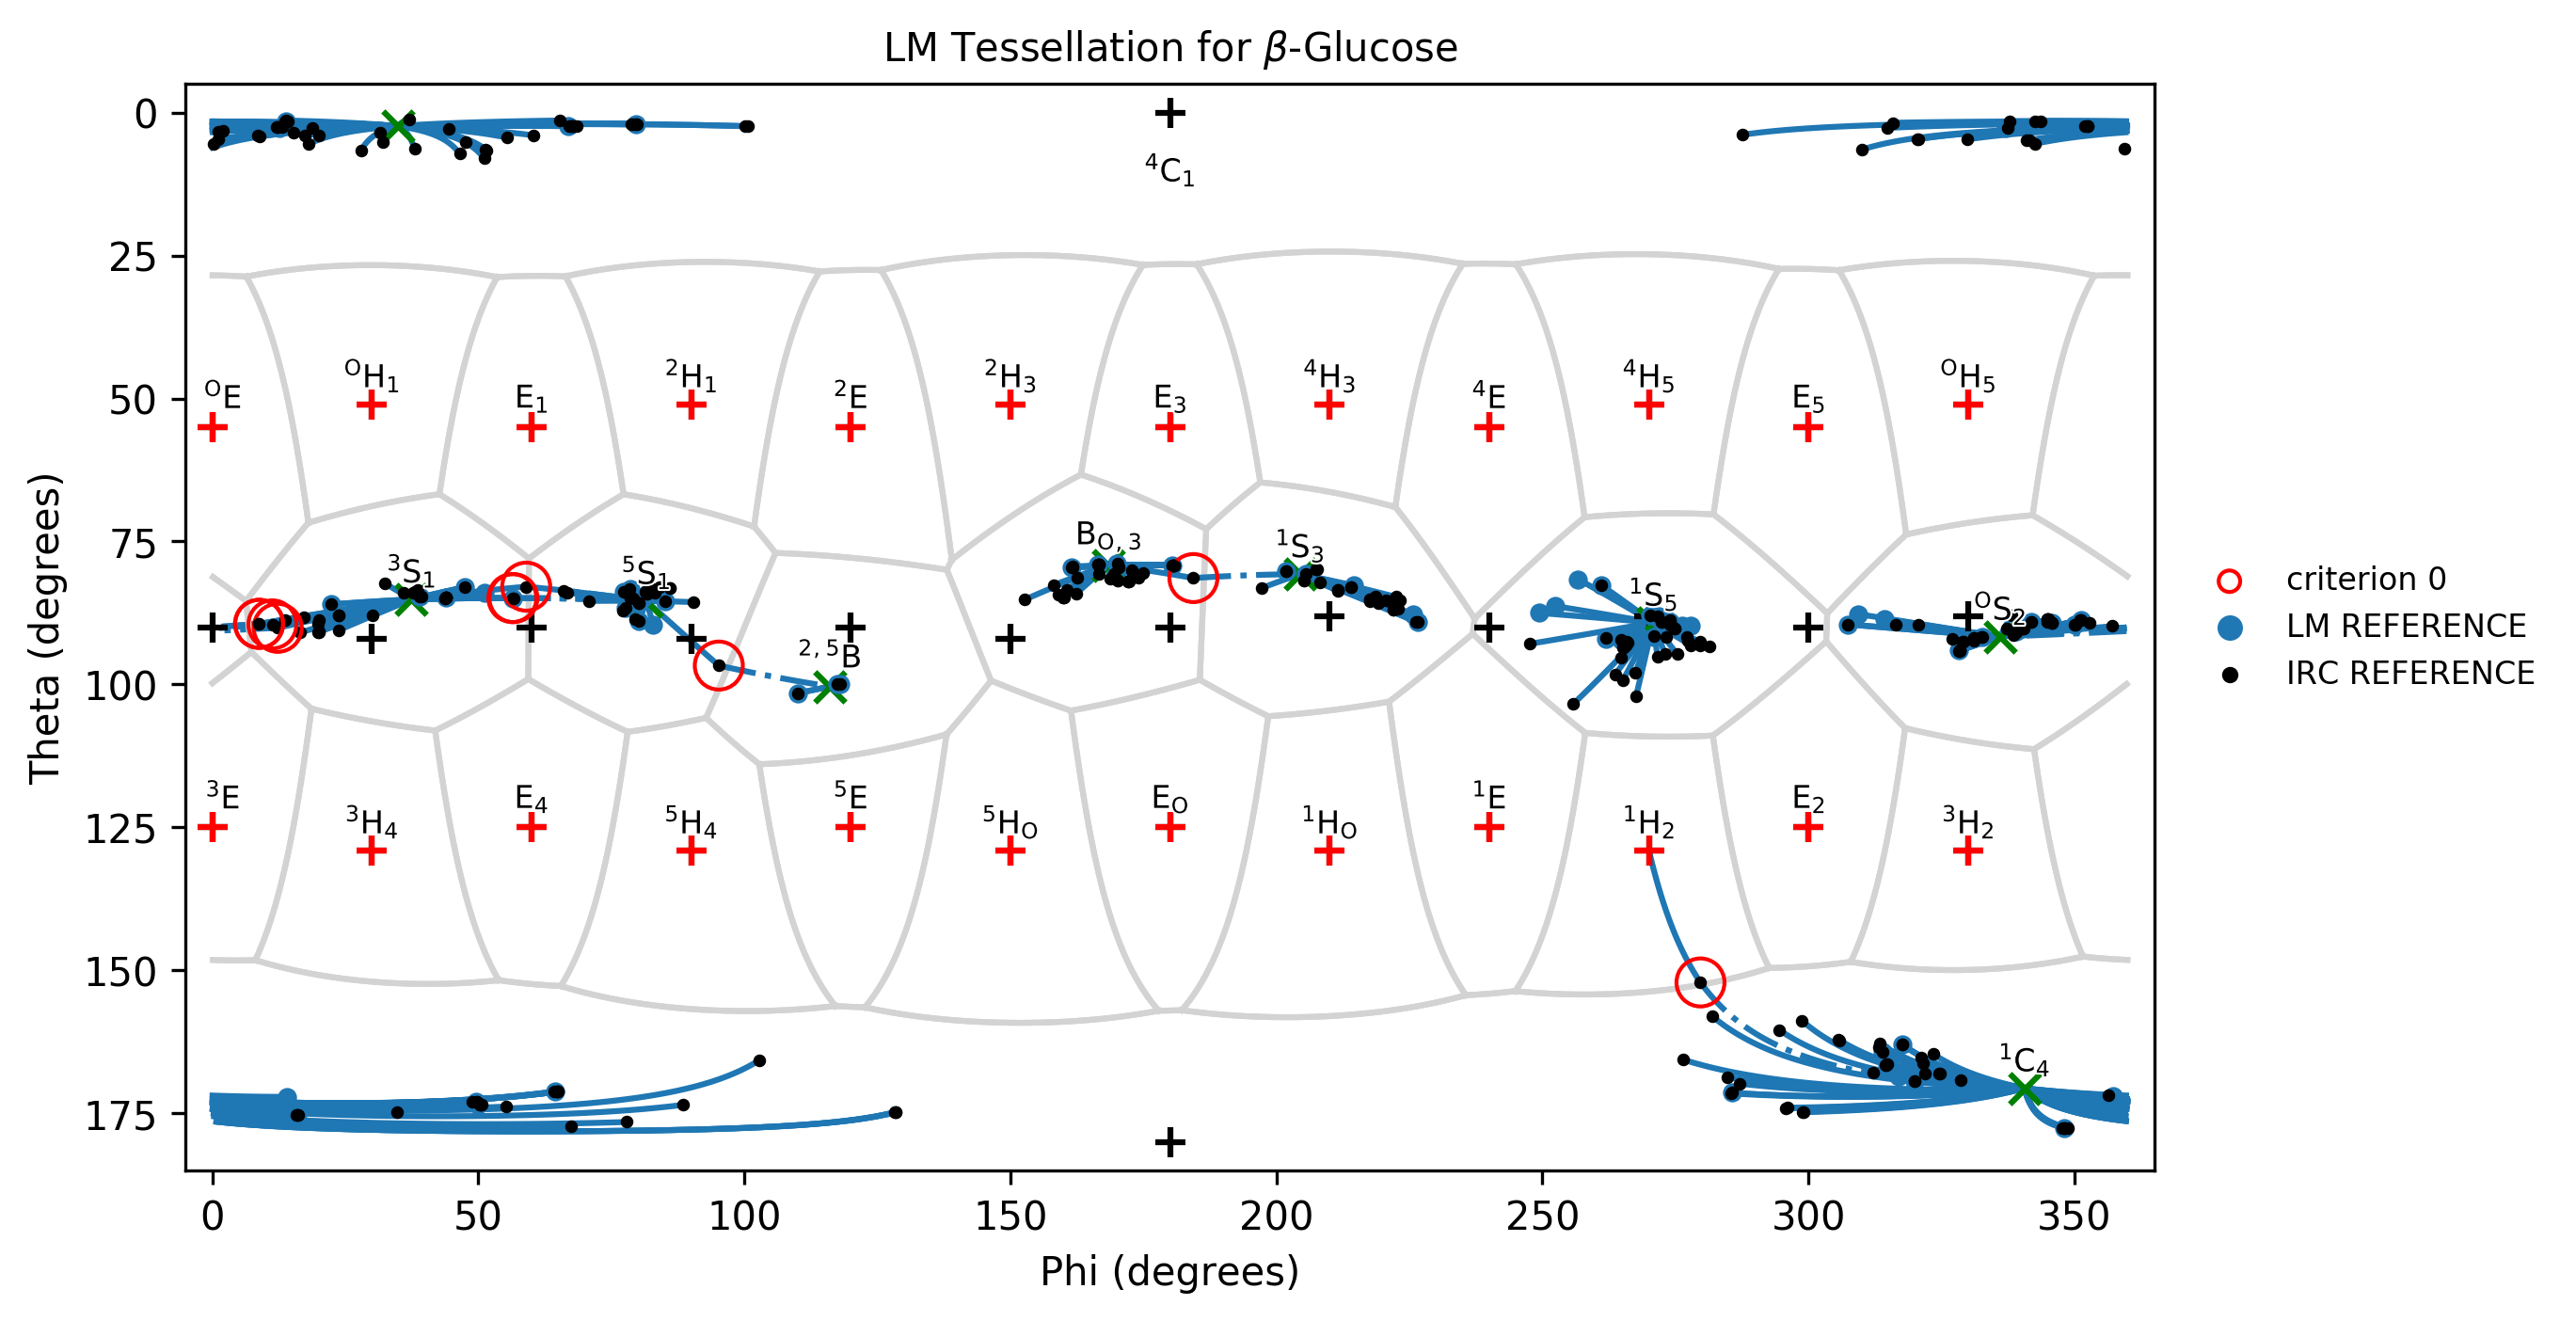 LM Tessellation for β-Glucose
0
⁴C₁
25
ᴼH₁ ²H₁ ²H₃ ⁴H₃ ⁴H₅ ᴼH₅
50
ᴼE E₁ ²E E₃ ⁴E E₅
75
B_{O,3} ¹S₃
³S₁ ⁵S₁ ¹S₅ ᴼS₂
²,⁵B
criterion 0
LM REFERENCE
IRC REFERENCE
Theta (degrees)
100
³E E₄ ⁵E E_O ¹E E₂
125
³H₄ ⁵H₄ ⁵H_O ¹H_O ¹H₂ ³H₂
150
¹C₄
175
0 50 100 150 200 250 300 350
Phi (degrees)